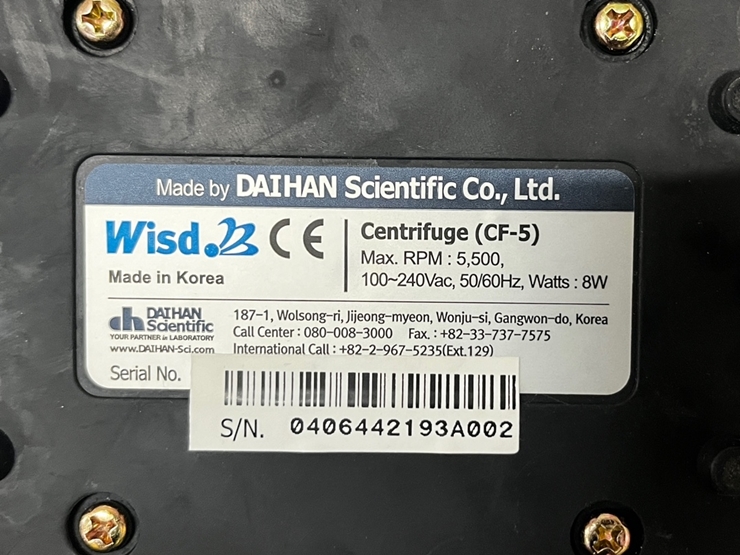 Made by DAIHAN Scientific Co., Ltd.
Wisd. CE
Made in Korea
Centrifuge (CF-5)
Max. RPM : 5,500,
100~240Vac, 50/60Hz, Watts : 8W
dh DAIHAN Scientific
YOUR PARTNER in LABORATORY
www.DAIHAN-Sci.com
187-1, Wolsong-ri, Jijeong-myeon, Wonju-si, Gangwon-do, Korea
Call Center : 080-008-3000 Fax. : +82-33-737-7575
International Call : +82-2-967-5235(Ext.129)
Serial No.
S/N. 0406442193A002